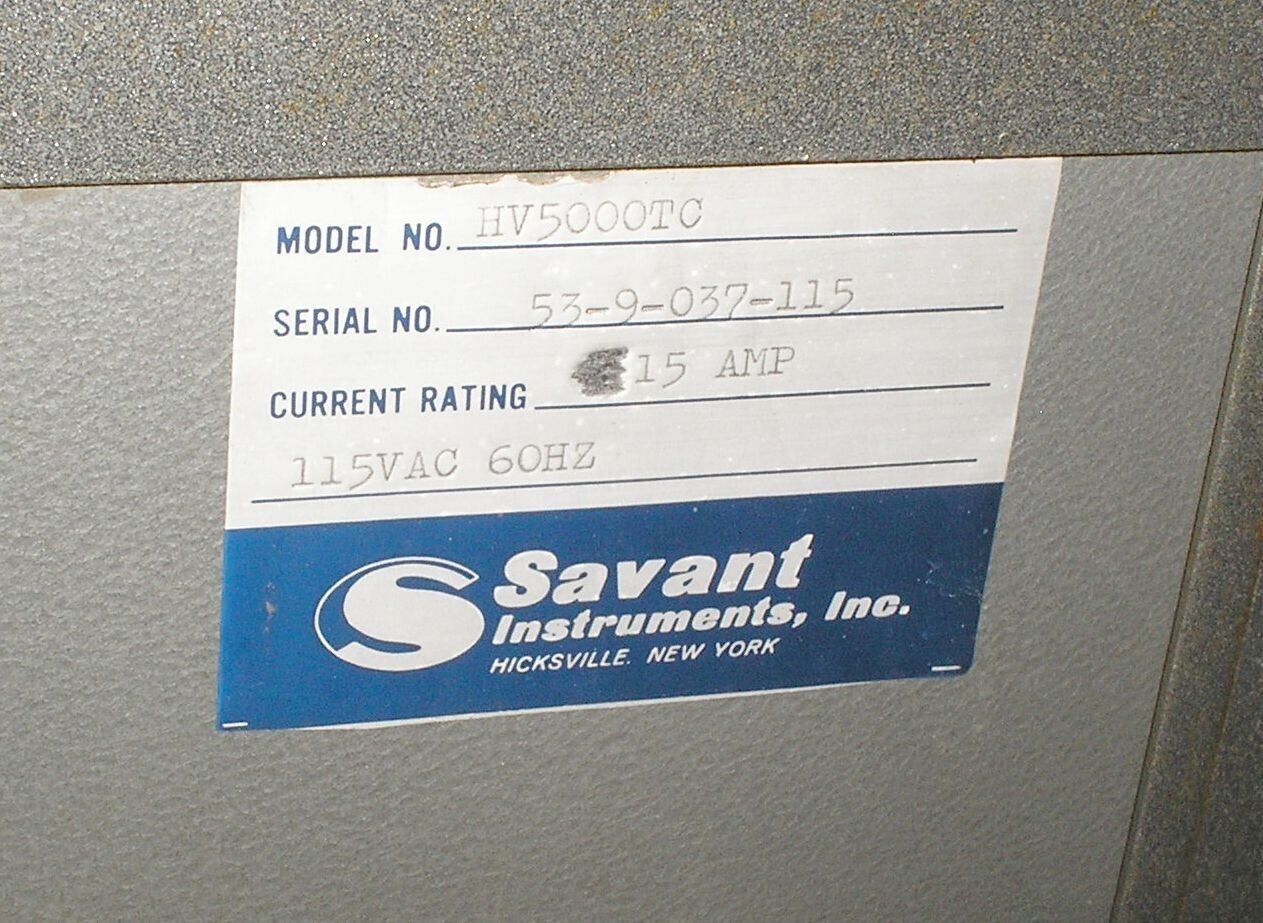 MODEL NO. HV5000TC
SERIAL NO. 53-9-037-115
CURRENT RATING 15 AMP
115VAC 60HZ
Savant
Instruments, Inc.
HICKSVILLE. NEW YORK